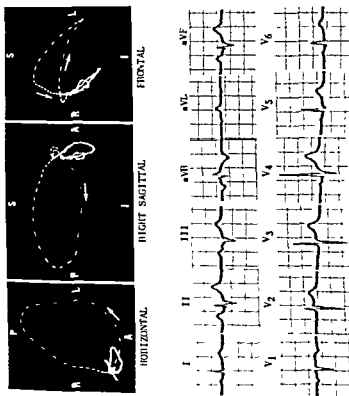 P S S
R L P A R L
A I I
HORIZONTAL RIGHT SAGITTAL FRONTAL
I II III aVR aVL aVF
V1 V2 V3 V4 V5 V6